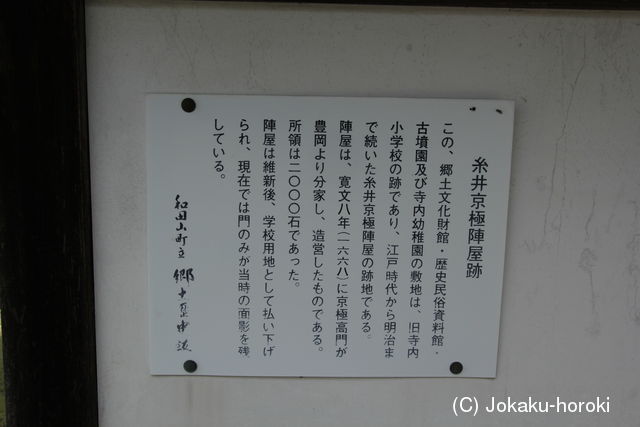 糸井京極陣屋跡
この、郷土文化財館・歴史民俗資料館・
古墳園及び寺内幼稚園の敷地は、旧寺内
小学校の跡であり、江戸時代から明治ま
で続いた糸井京極陣屋の跡地である。
陣屋は、寛文八年(一六六八)に京極高門が
豊岡より分家し、造営したものである。
所領は二〇〇〇石であった。
陣屋は維新後、学校用地として払い下げ
られ、現在では門のみが当時の面影を残
している。
和田山町立 郷土歴史館
(C) Jokaku-horoki